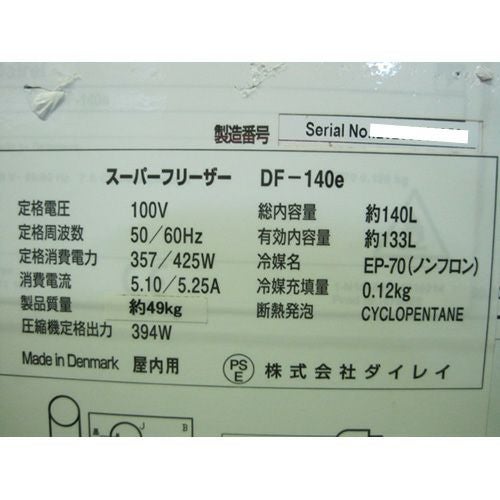 製造番号 Serial No.:
スーパーフリーザー DF-140e
定格電圧 100V 総内容量 約140L
定格周波数 50/60Hz 有効内容量 約133L
定格消費電力 357/425W 冷媒名 EP-70(ノンフロン)
消費電流 5.10/5.25A 冷媒充填量 0.12kg
製品質量 約49kg 断熱発泡 CYCLOPENTANE
圧縮機定格出力 394W
Made in Denmark 屋内用 PSE 株式会社ダイレイ
J B